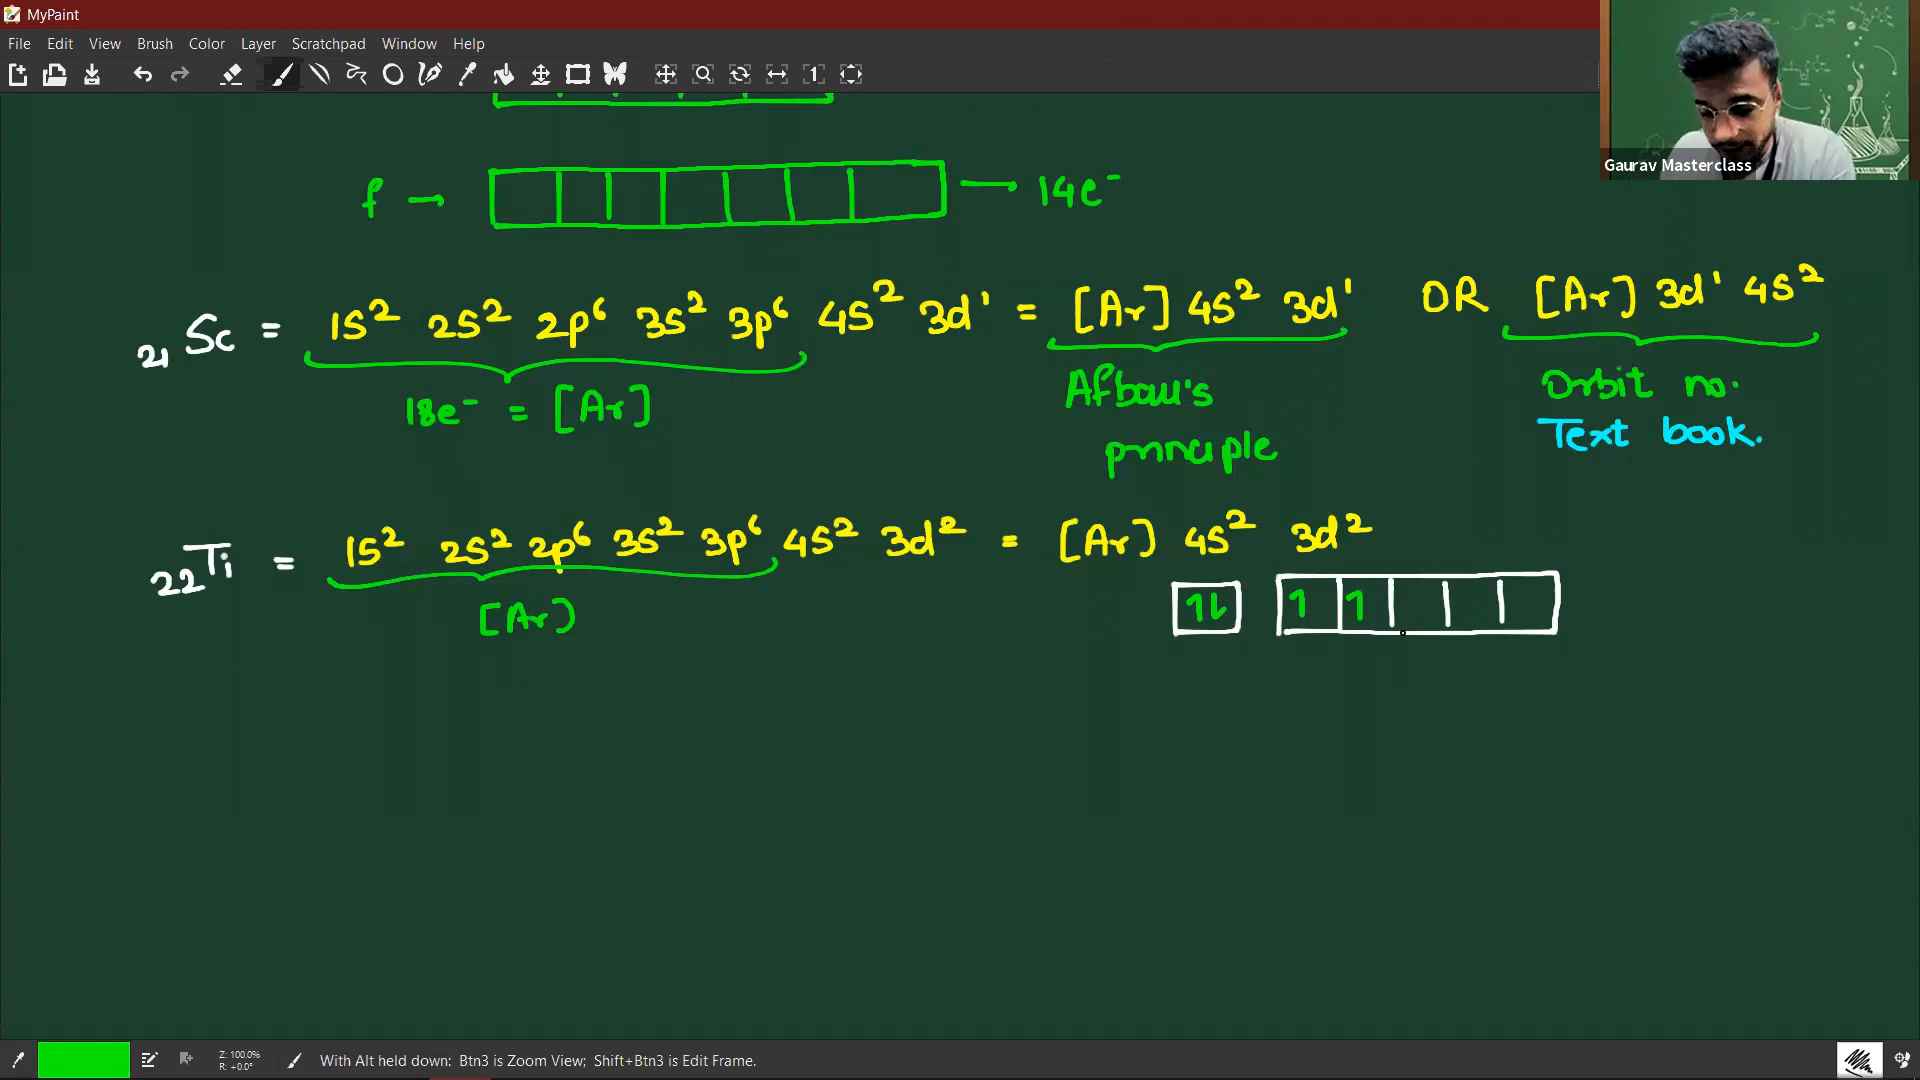 MyPaint
File Edit View Brush Color Layer Scratchpad Window Help
Gaurav Masterclass
f → → 14e⁻
₂₁Sc = 1s² 2s² 2p⁶ 3s² 3p⁶ 4s² 3d¹ = [Ar] 4s² 3d¹ OR [Ar] 3d¹ 4s²
18e⁻ = [Ar]
Afbau's
principle
Orbit no.
Text book.
₂₂Ti = 1s² 2s² 2p⁶ 3s² 3p⁶ 4s² 3d² = [Ar] 4s² 3d²
[Ar)
1l 1 1
Z: 100.0%
R: +0.0°
With Alt held down: Btn3 is Zoom View; Shift+Btn3 is Edit Frame.